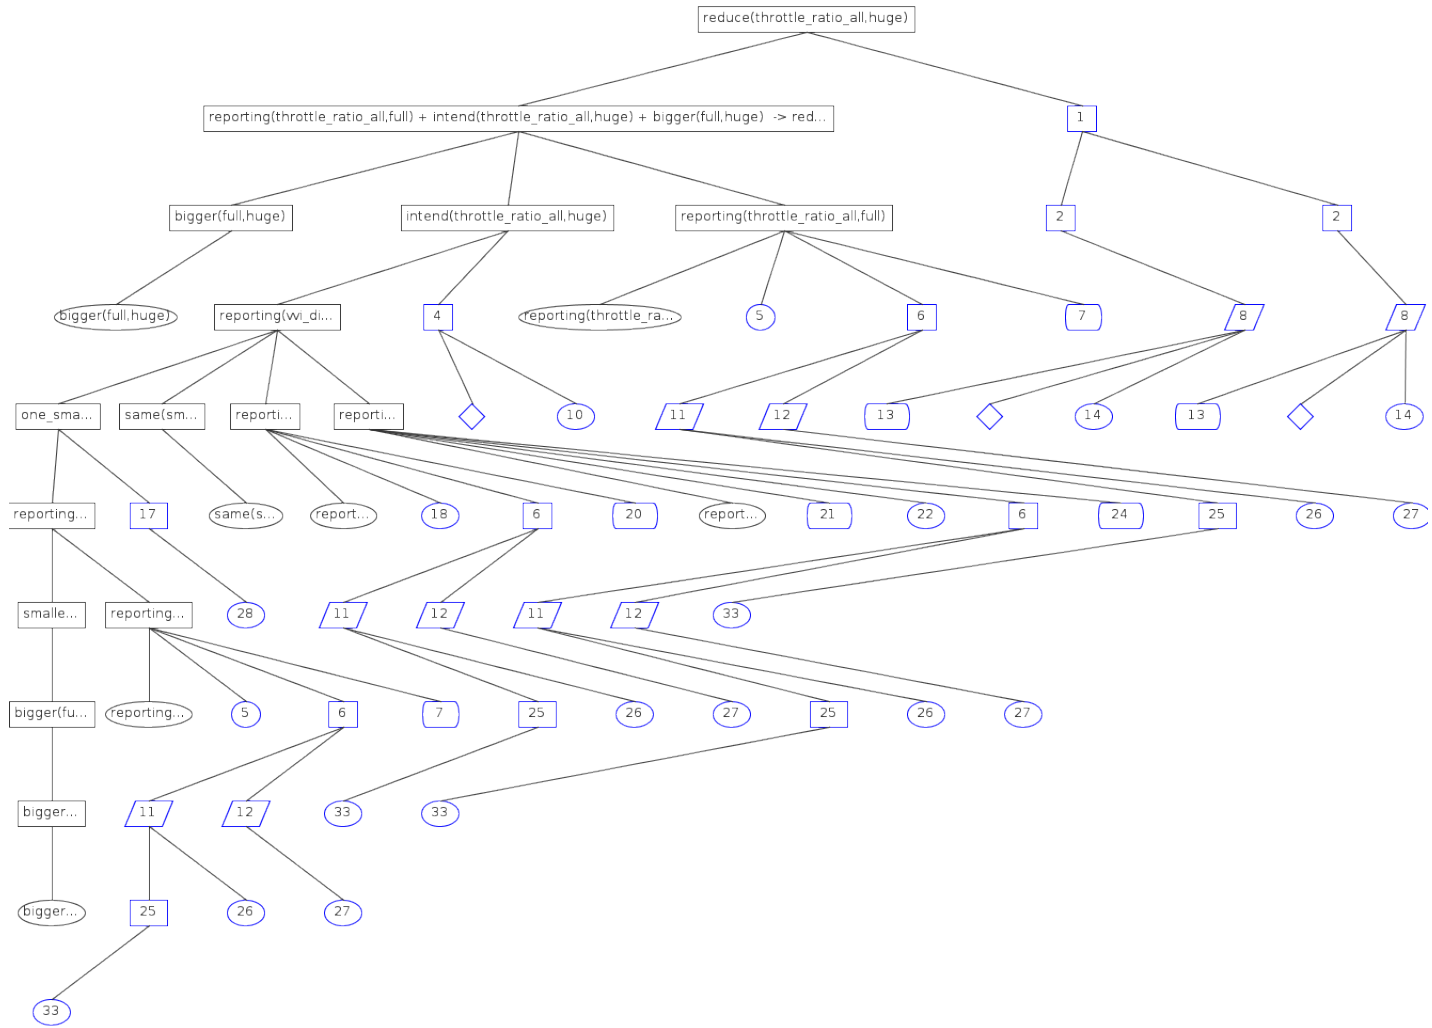 reduce(throttle_ratio_all,huge)
reporting(throttle_ratio_all,full) + intend(throttle_ratio_all,huge) + bigger(full,huge)  -> red...
1
bigger(full,huge)
intend(throttle_ratio_all,huge)
reporting(throttle_ratio_all,full)
2
2
bigger(full,huge)
reporting(wi_di...
4
reporting(throttle_ra...
5
6
7
8
8
one_sma...
same(sm...
reporti...
reporti...
10
11
12
13
14
13
14
reporting...
17
same(s...
report...
18
6
20
report...
21
22
6
24
25
26
27
smalle...
reporting...
28
11
12
11
12
33
bigger(fu...
reporting...
5
6
7
25
26
27
25
26
27
bigger...
11
12
33
33
bigger...
25
26
27
33